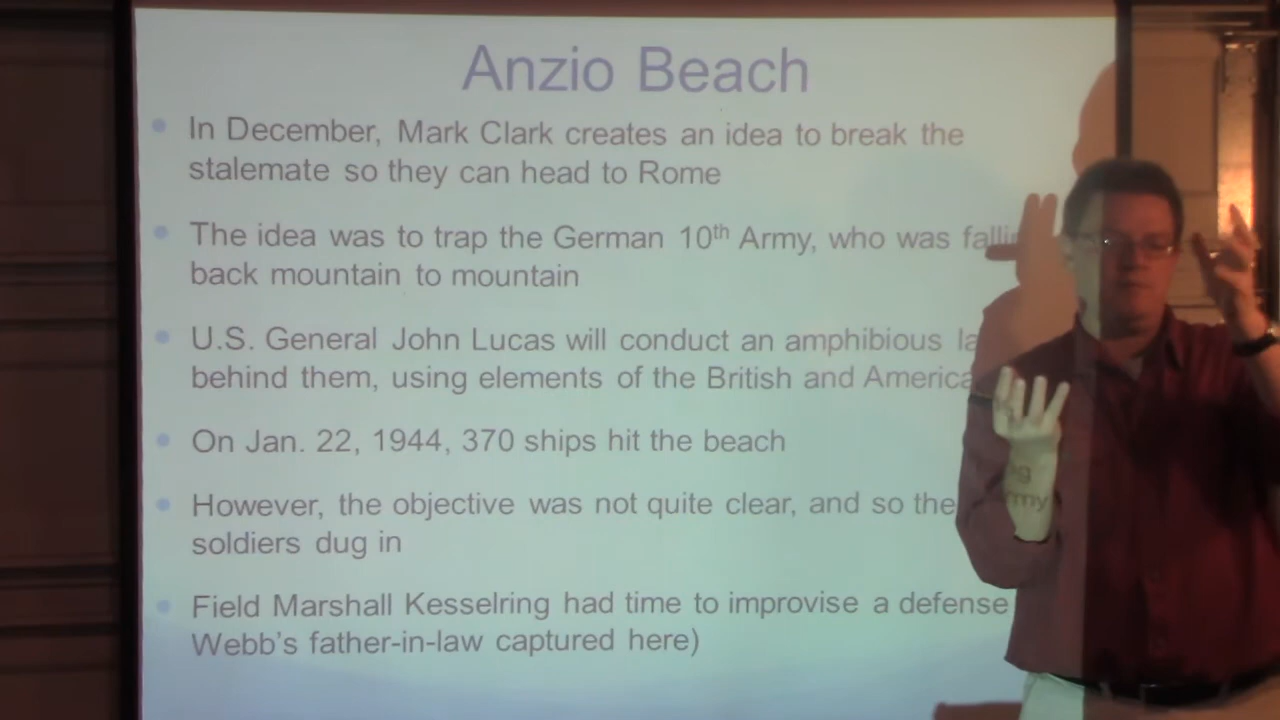 Anzio Beach
In December, Mark Clark creates an idea to break the
stalemate so they can head to Rome
The idea was to trap the German 10th Army, who was
back mountain to mountain
U.S. General John Lucas will conduct an amphibious
behind them, using elements of the British and
On Jan. 22, 1944, 370 ships hit the beach
However, the objective was not quite clear, and so the
soldiers dug in
Field Marshall Kesselring had time to improvise a defense
Webb's father-in-law captured here)